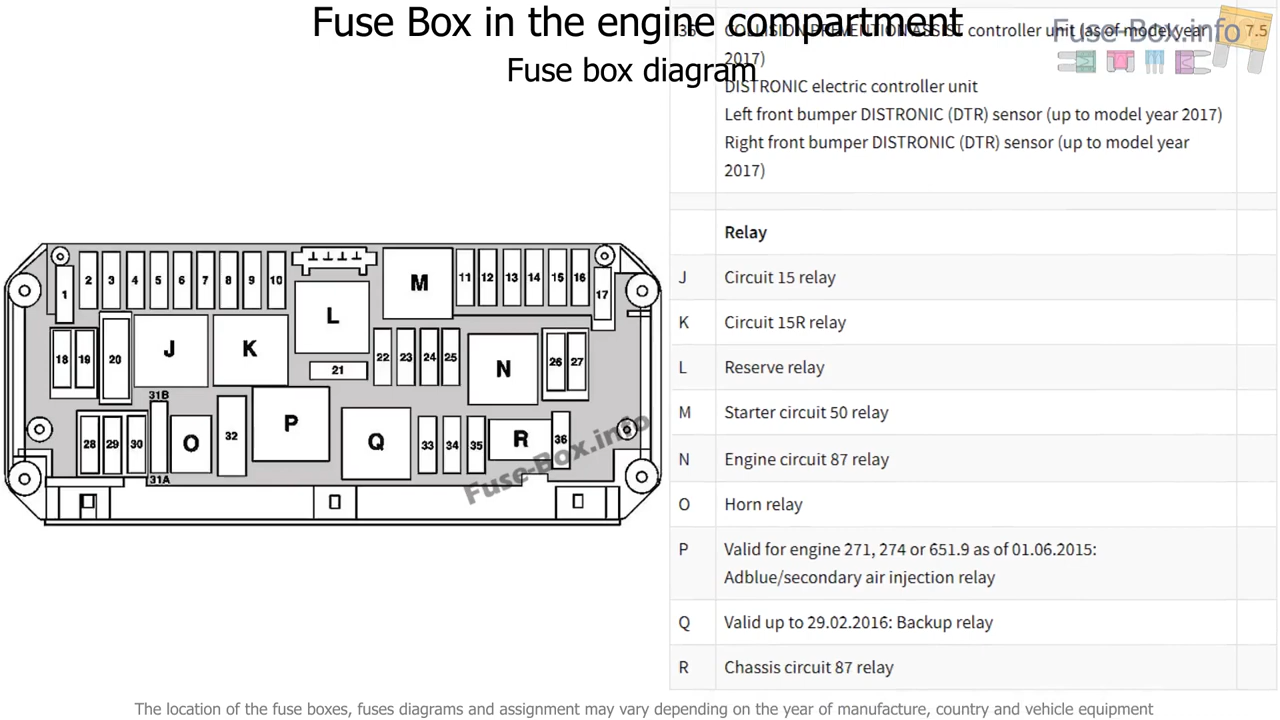 Fuse Box in the engine compartment
Fuse box diagram
Fuse-Box.info
36 COLLISION PREVENTION ASSIST controller unit (as of model year 7.5
2017)
DISTRONIC electric controller unit
Left front bumper DISTRONIC (DTR) sensor (up to model year 2017)
Right front bumper DISTRONIC (DTR) sensor (up to model year
2017)
Relay
J Circuit 15 relay
K Circuit 15R relay
L Reserve relay
M Starter circuit 50 relay
N Engine circuit 87 relay
O Horn relay
P Valid for engine 271, 274 or 651.9 as of 01.06.2015:
Adblue/secondary air injection relay
Q Valid up to 29.02.2016: Backup relay
R Chassis circuit 87 relay
1 2 3 4 5 6 7 8 9 10 L M 11 12 13 14 15 16 17
18 19 20 J K 21 22 23 24 25 N 26 27
31B
28 29 30 O 32 P Q 33 34 35 R 36
31A
Fuse-Box.info
The location of the fuse boxes, fuses diagrams and assignment may vary depending on the year of manufacture, country and vehicle equipment